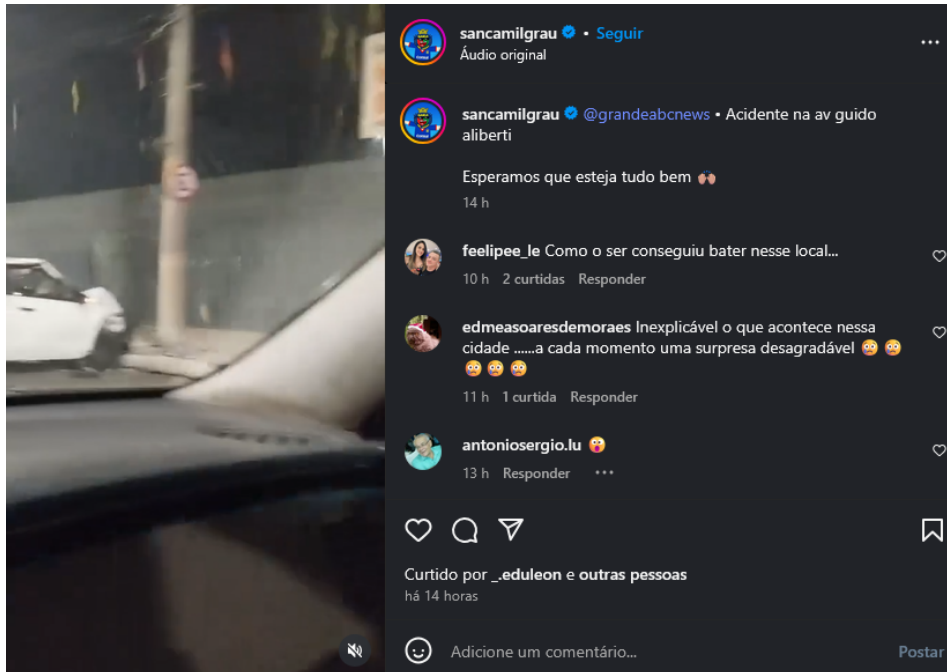 sancamilgrau • Seguir
Áudio original
sancamilgrau @grandeabcnews • Acidente na av guido
aliberti
Esperamos que esteja tudo bem 🙌🏼
14 h
feelipee_le Como o ser conseguiu bater nesse local...
10 h 2 curtidas Responder
edmeasoaresdemoraes Inexplicável o que acontece nessa
cidade ......a cada momento uma surpresa desagradável 😰 😰
😰 😰 😰
11 h 1 curtida Responder
antoniosergio.lu 😲
13 h Responder
Curtido por _.eduleon e outras pessoas
há 14 horas
Adicione um comentário...
Postar